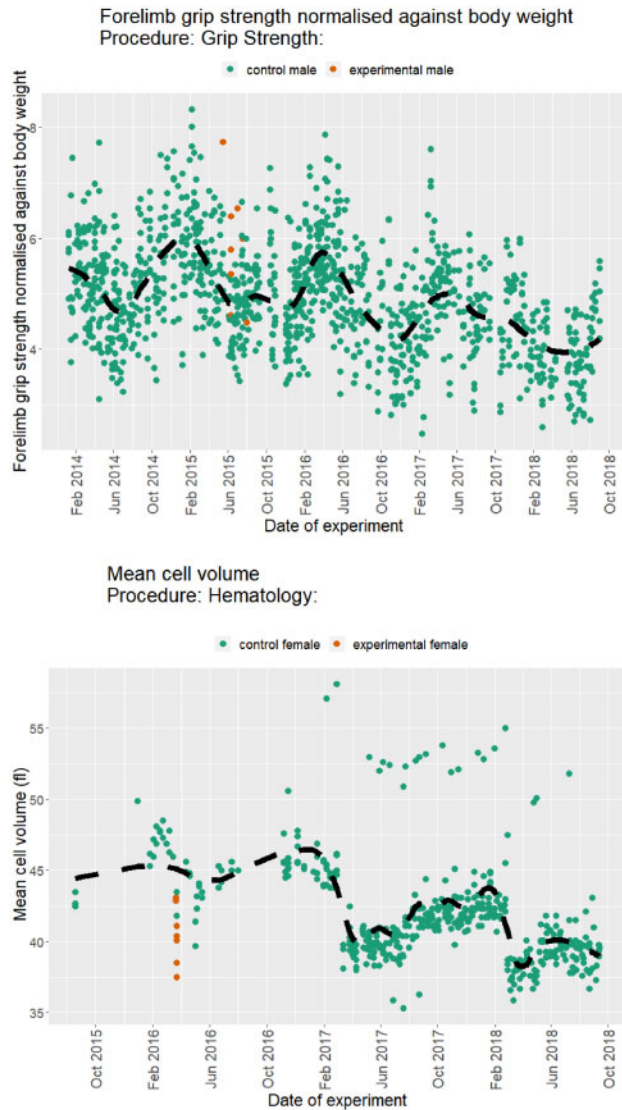 Forelimb grip strength normalised against body weight
Procedure: Grip Strength:
control male experimental male
Forelimb grip strength normalised against body weight
8
6
4
Feb 2014 Jun 2014 Oct 2014 Feb 2015 Jun 2015 Oct 2015 Feb 2016 Jun 2016 Oct 2016 Feb 2017 Jun 2017 Oct 2017 Feb 2018 Jun 2018 Oct 2018
Date of experiment
Mean cell volume
Procedure: Hematology:
control female experimental female
Mean cell volume (fl)
55
50
45
40
35
Oct 2015 Feb 2016 Jun 2016 Oct 2016 Feb 2017 Jun 2017 Oct 2017 Feb 2018 Jun 2018 Oct 2018
Date of experiment